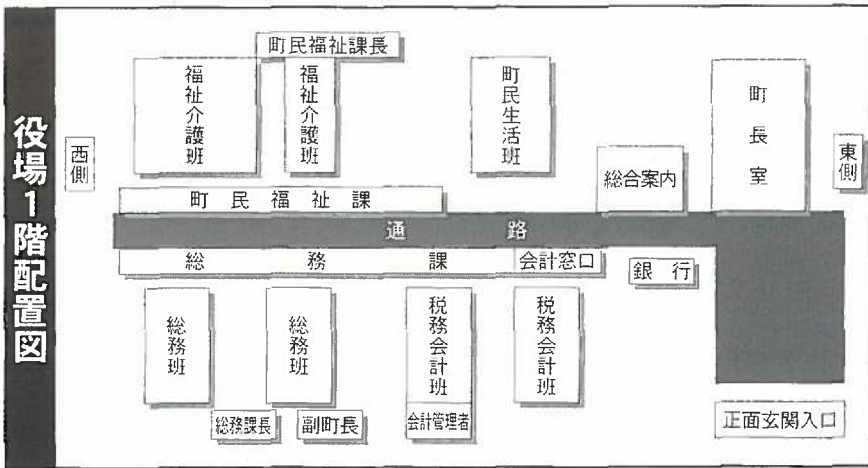 役場1階配置図
町民福祉課長
福祉介護班
福祉介護班
町民生活班
町長室
西側
東側
総合案内
町民福祉課
通路
総務課
会計窓口
銀行
総務班
総務班
税務会計班
税務会計班
総務課長
副町長
会計管理者
正面玄関入口